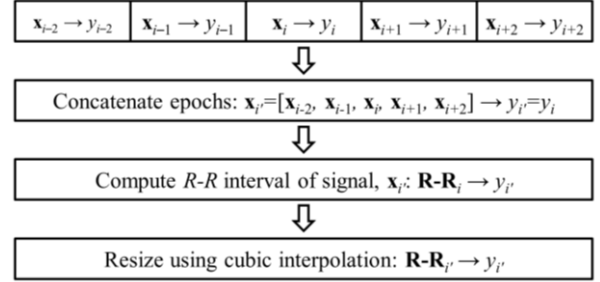 x_{i–2} → y_{i–2} x_{i–1} → y_{i–1} x_i → y_i x_{i+1} → y_{i+1} x_{i+2} → y_{i+2}
Concatenate epochs: x_{i'}=[x_{i-2}, x_{i-1}, x_i, x_{i+1}, x_{i+2}] → y_{i'}=y_i
Compute R-R interval of signal, x_{i'}: R-R_i → y_{i'}
Resize using cubic interpolation: R-R_{i'} → y_{i'}